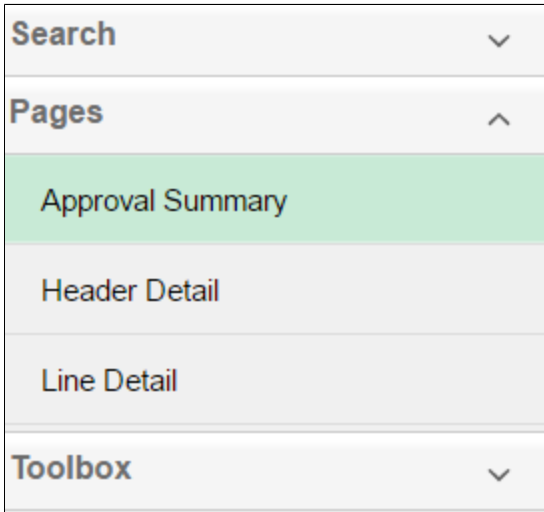 Search
Pages
Approval Summary
Header Detail
Line Detail
Toolbox